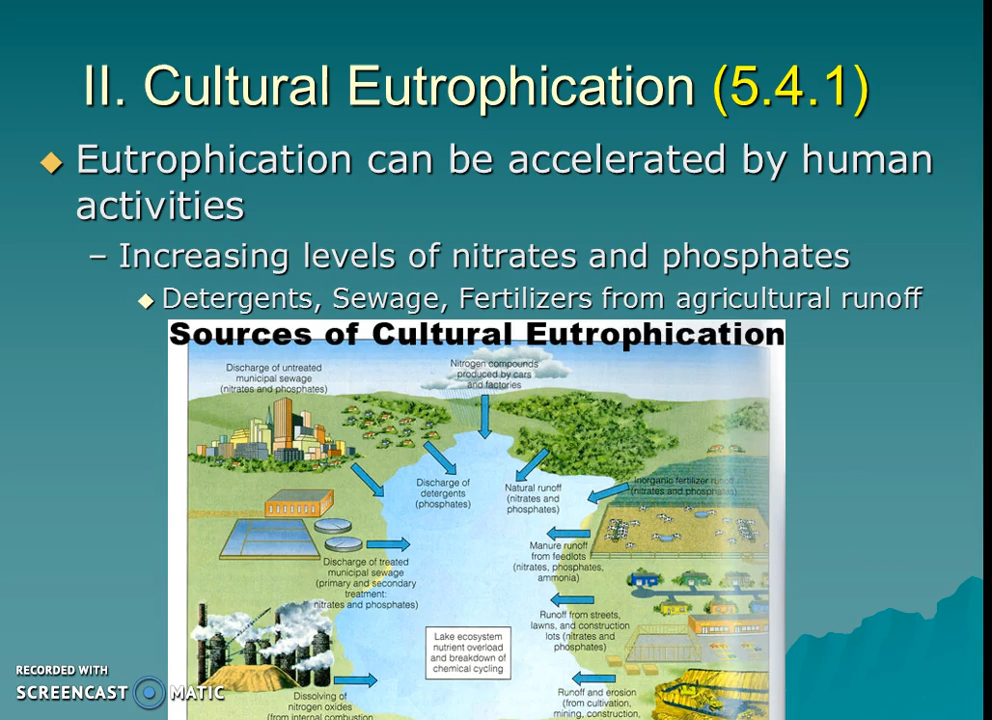 II. Cultural Eutrophication (5.4.1)
Eutrophication can be accelerated by human
activities
– Increasing levels of nitrates and phosphates
Detergents, Sewage, Fertilizers from agricultural runoff
Sources of Cultural Eutrophication
Discharge of untreated
municipal sewage
(nitrates and phosphates)
Nitrogen compounds
produced by cars
and factories
Discharge of
detergents
(phosphates)
Natural runoff
(nitrates and
phosphates)
Inorganic fertilizer runoff
(nitrates and phosphates)
Manure runoff
from feedlots
(nitrates, phosphates,
ammonia)
Discharge of treated
municipal sewage
(primary and secondary
treatment:
nitrates and phosphates)
Runoff from streets,
lawns, and construction
lots (nitrates and
phosphates)
Lake ecosystem
nutrient overload
and breakdown of
chemical cycling
Dissolving of
nitrogen oxides
(from internal combustion
Runoff and erosion
(from cultivation,
mining, construction,
RECORDED WITH
SCREENCAST MATIC